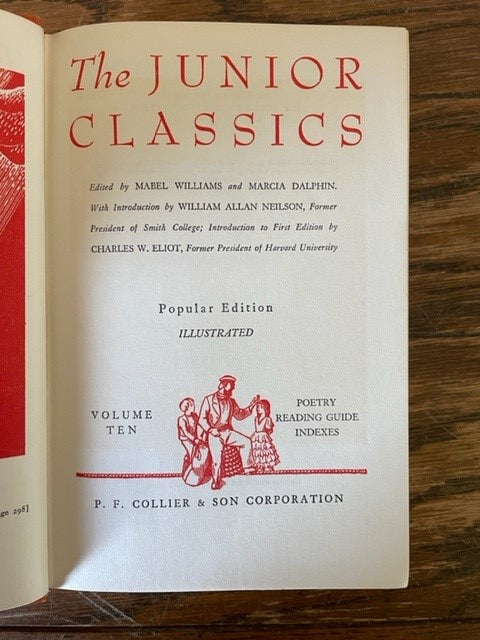 The JUNIOR
CLASSICS
Edited by MABEL WILLIAMS and MARCIA DALPHIN.
With Introduction by WILLIAM ALLAN NEILSON, Former
President of Smith College; Introduction to First Edition by
CHARLES W. ELIOT, Former President of Harvard University
Popular Edition
ILLUSTRATED
VOLUME
TEN
POETRY
READING GUIDE
INDEXES
P. F. COLLIER & SON CORPORATION
ge 298]